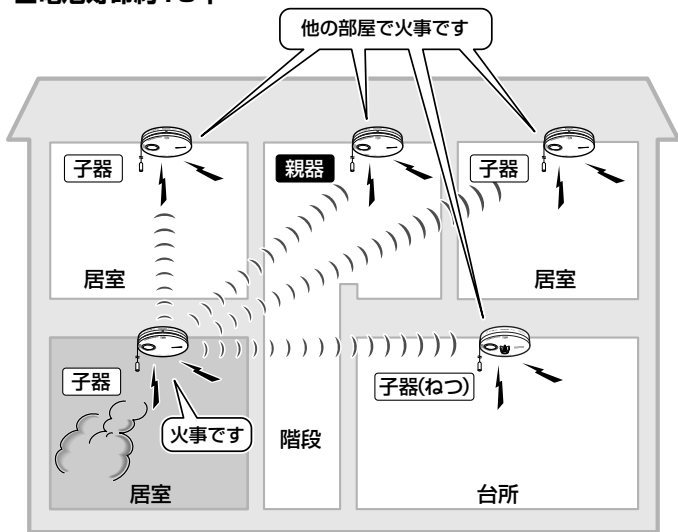 他の部屋で火事です
子器
親器
子器
居室
居室
子器
火事です
居室
階段
子器(ねつ)
台所